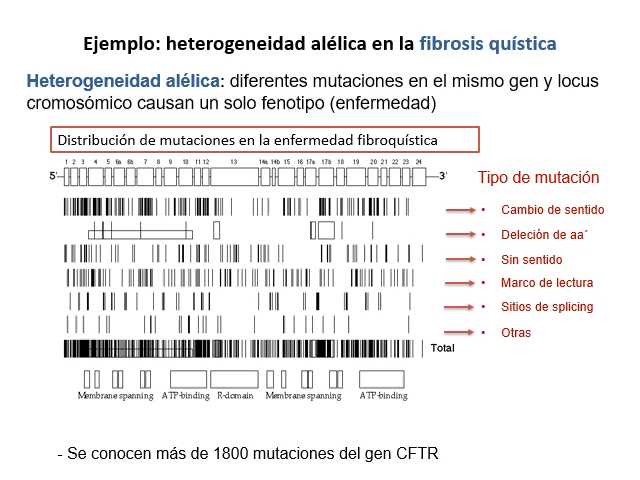 Ejemplo: heterogeneidad alélica en la fibrosis quística
Heterogeneidad alélica: diferentes mutaciones en el mismo gen y locus
cromosómico causan un solo fenotipo (enfermedad)
Distribución de mutaciones en la enfermedad fibroquística
1 2 3 4 5 6a 6b 7 8 9 10 11 12 13 14a 14b 15 16 17a 17b 18 19 20 21 22 23 24
5' 3'
Tipo de mutación
• Cambio de sentido
• Deleción de aa´
• Sin sentido
• Marco de lectura
• Sitios de splicing
• Otras
Total
Membrane spanning ATP-binding R-domain Membrane spanning ATP-binding
- Se conocen más de 1800 mutaciones del gen CFTR